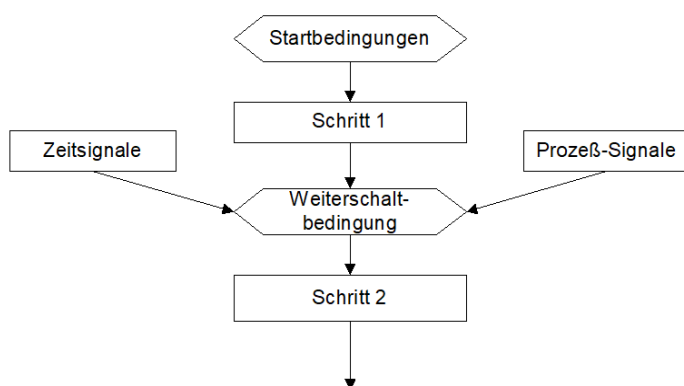 Startbedingungen
Schritt 1
Zeitsignale
Prozeß-Signale
Weiterschalt-
bedingung
Schritt 2